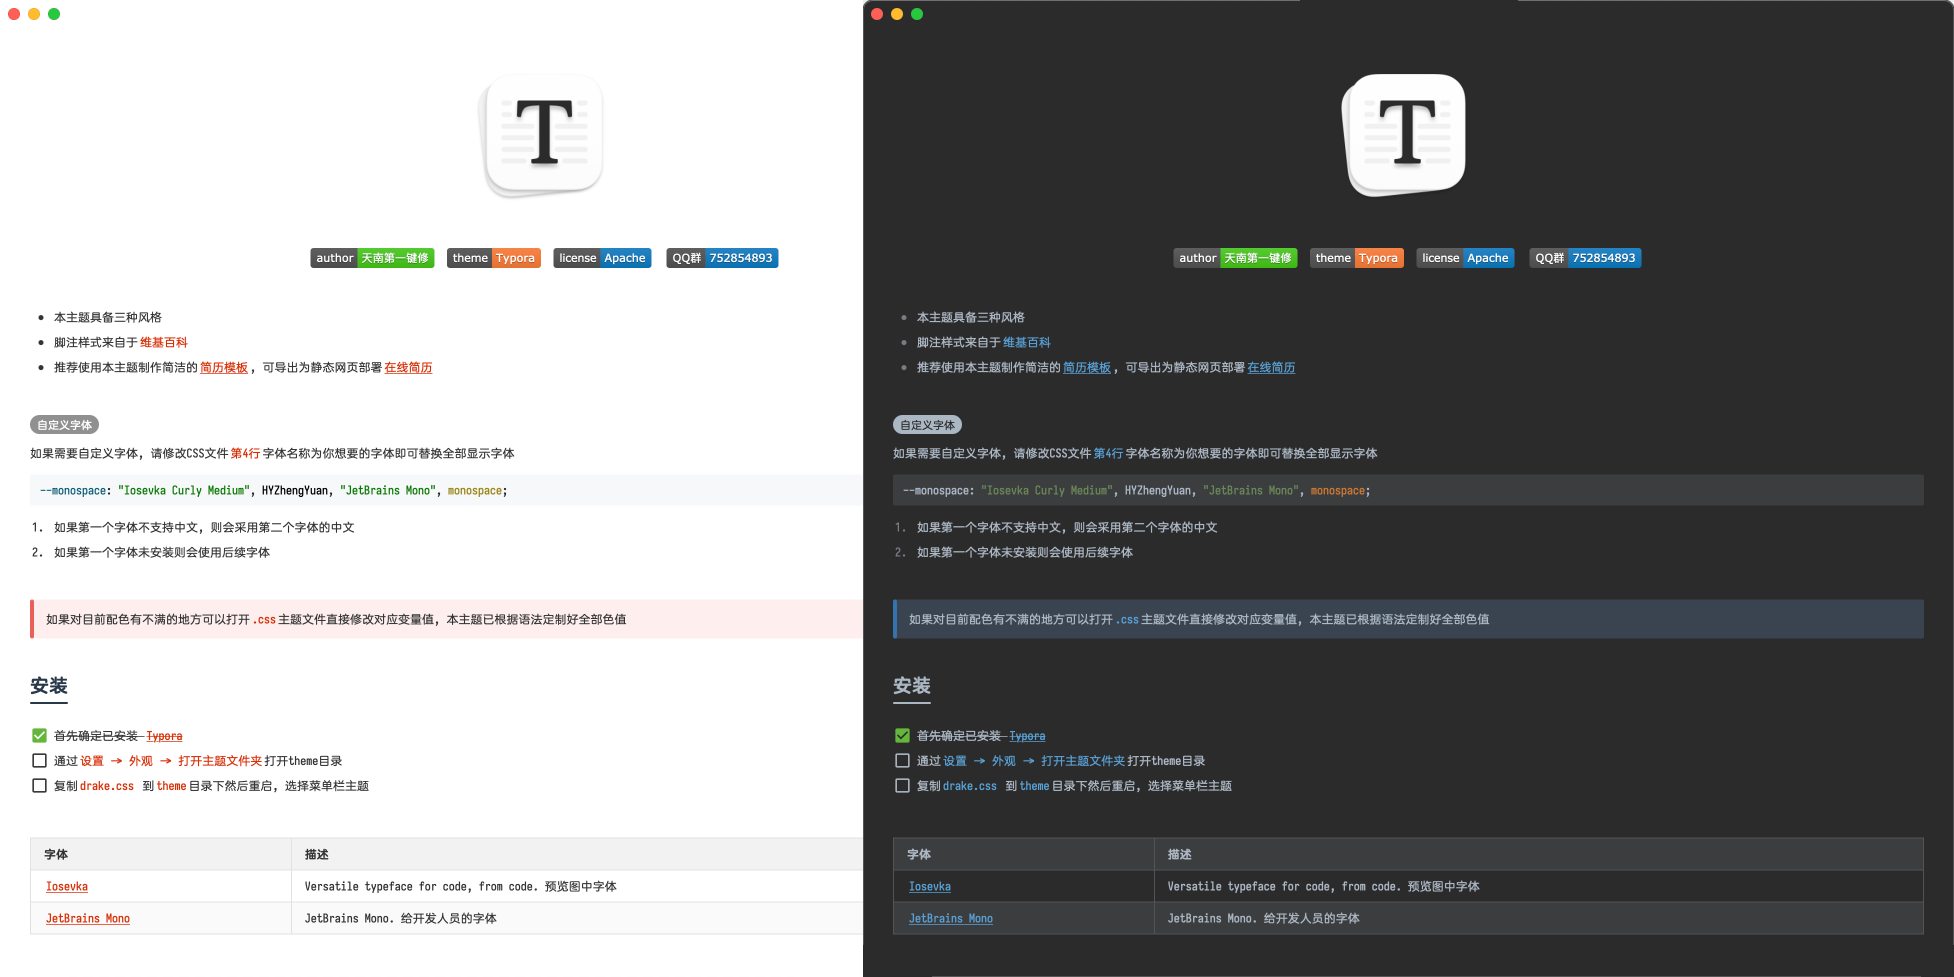 T
author 天南第一键修 theme Typora license Apache QQ群 752854893
本主题具备三种风格
脚注样式来自于 维基百科
推荐使用本主题制作简洁的 简历模板 ，可导出为静态网页部署 在线简历
自定义字体
如果需要自定义字体，请修改CSS文件 第4行 字体名称为你想要的字体即可替换全部显示字体
--monospace: "Iosevka Curly Medium", HYZhengYuan, "JetBrains Mono", monospace;
1. 如果第一个字体不支持中文，则会采用第二个字体的中文
2. 如果第一个字体未安装则会使用后续字体
如果对目前配色有不满的地方可以打开 .css 主题文件直接修改对应变量值，本主题已根据语法定制好全部色值
安装
首先确定已安装 Typora
通过 设置 → 外观 → 打开主题文件夹 打开theme目录
复制 drake.css 到 theme 目录下然后重启，选择菜单栏主题
字体 描述
Iosevka Versatile typeface for code, from code. 预览图中字体
JetBrains Mono JetBrains Mono. 给开发人员的字体
T
author 天南第一键修 theme Typora license Apache QQ群 752854893
本主题具备三种风格
脚注样式来自于 维基百科
推荐使用本主题制作简洁的 简历模板 ，可导出为静态网页部署 在线简历
自定义字体
如果需要自定义字体，请修改CSS文件 第4行 字体名称为你想要的字体即可替换全部显示字体
--monospace: "Iosevka Curly Medium", HYZhengYuan, "JetBrains Mono", monospace;
1. 如果第一个字体不支持中文，则会采用第二个字体的中文
2. 如果第一个字体未安装则会使用后续字体
如果对目前配色有不满的地方可以打开 .css 主题文件直接修改对应变量值，本主题已根据语法定制好全部色值
安装
首先确定已安装 Typora
通过 设置 → 外观 → 打开主题文件夹 打开theme目录
复制 drake.css 到 theme 目录下然后重启，选择菜单栏主题
字体 描述
Iosevka Versatile typeface for code, from code. 预览图中字体
JetBrains Mono JetBrains Mono. 给开发人员的字体